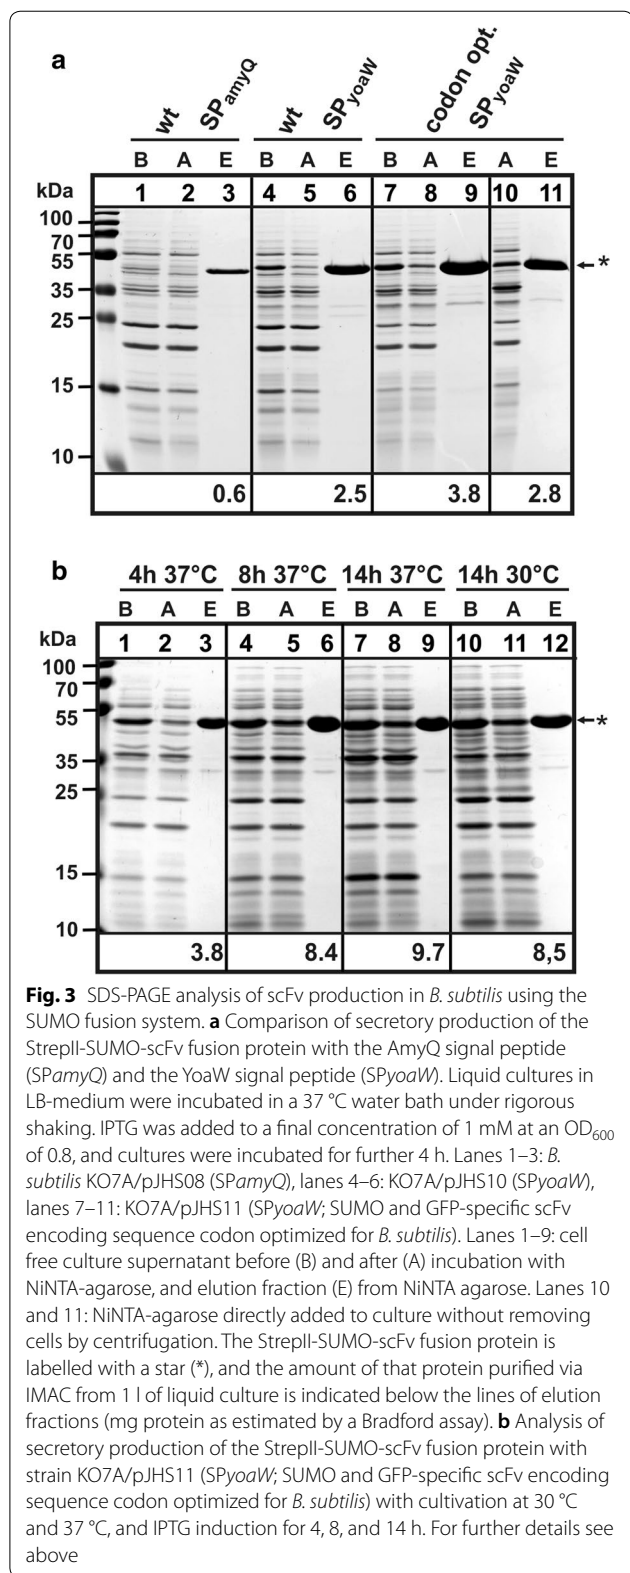 a
wt SPamyQ wt SPyoaW codon opt. SPyoaW
B A E B A E B A E A E
kDa 1 2 3 4 5 6 7 8 9 10 11
100
70
55
*
35
25
15
10
0.6 2.5 3.8 2.8
b
4h 37°C 8h 37°C 14h 37°C 14h 30°C
B A E B A E B A E B A E
kDa 1 2 3 4 5 6 7 8 9 10 11 12
100
70
55
*
35
25
15
10
3.8 8.4 9.7 8,5
Fig. 3 SDS-PAGE analysis of scFv production in B. subtilis using the
SUMO fusion system. a Comparison of secretory production of the
StrepII-SUMO-scFv fusion protein with the AmyQ signal peptide
(SPamyQ) and the YoaW signal peptide (SPyoaW). Liquid cultures in
LB-medium were incubated in a 37 °C water bath under rigorous
shaking. IPTG was added to a final concentration of 1 mM at an OD600
of 0.8, and cultures were incubated for further 4 h. Lanes 1–3: B.
subtilis KO7A/pJHS08 (SPamyQ), lanes 4–6: KO7A/pJHS10 (SPyoaW),
lanes 7–11: KO7A/pJHS11 (SPyoaW; SUMO and GFP-specific scFv
encoding sequence codon optimized for B. subtilis). Lanes 1–9: cell
free culture supernatant before (B) and after (A) incubation with
NiNTA-agarose, and elution fraction (E) from NiNTA agarose. Lanes 10
and 11: NiNTA-agarose directly added to culture without removing
cells by centrifugation. The StrepII-SUMO-scFv fusion protein is
labelled with a star (*), and the amount of that protein purified via
IMAC from 1 l of liquid culture is indicated below the lines of elution
fractions (mg protein as estimated by a Bradford assay). b Analysis of
secretory production of the StrepII-SUMO-scFv fusion protein with
strain KO7A/pJHS11 (SPyoaW; SUMO and GFP-specific scFv encoding
sequence codon optimized for B. subtilis) with cultivation at 30 °C
and 37 °C, and IPTG induction for 4, 8, and 14 h. For further details see
above